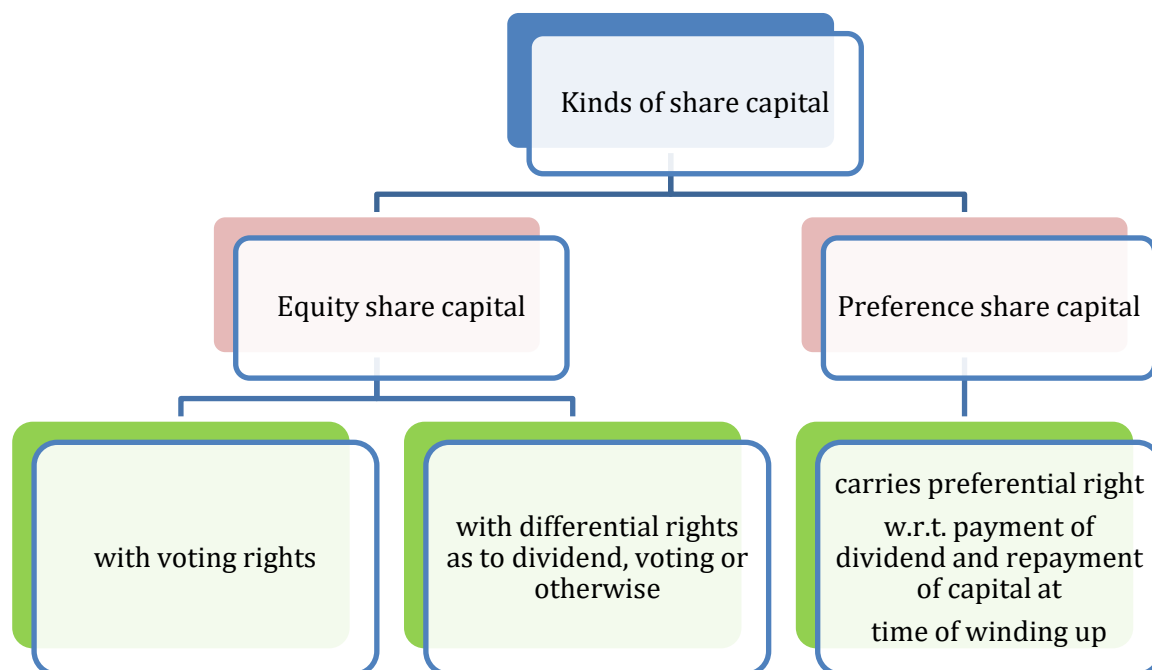 Kinds of share capital
Equity share capital
Preference share capital
with voting rights
with differential rights
as to dividend, voting or
otherwise
carries preferential right
w.r.t. payment of
dividend and repayment
of capital at
time of winding up